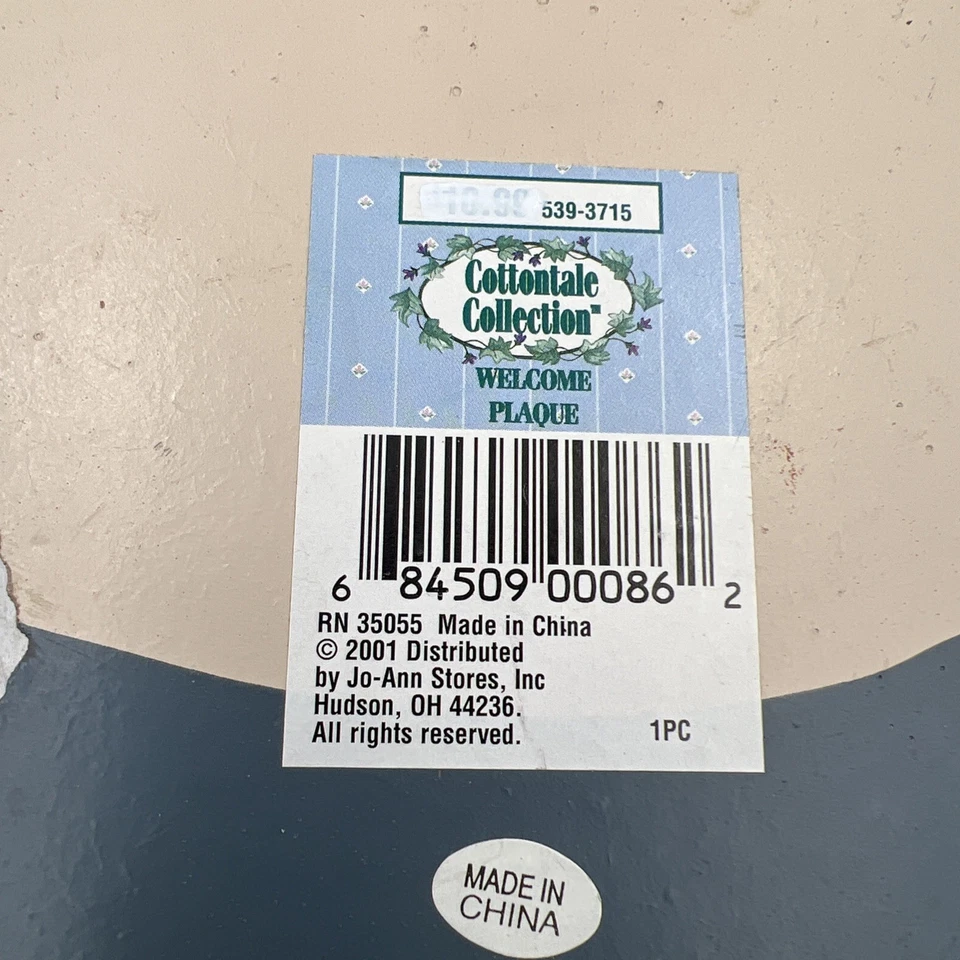 539-3715
Cottontale
Collection™
WELCOME
PLAQUE
6 84509 00086 2
RN 35055 Made in China
© 2001 Distributed
by Jo-Ann Stores, Inc
Hudson, OH 44236.
All rights reserved. 1PC
MADE IN
CHINA